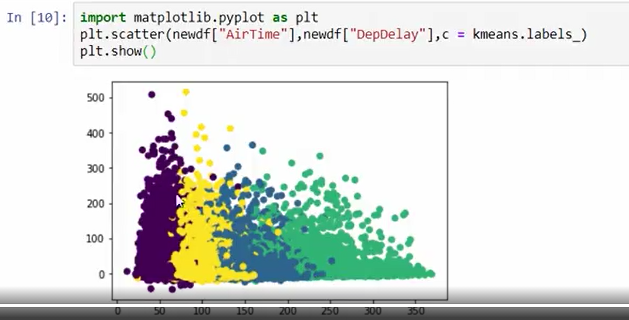 In [10]: import matplotlib.pyplot as plt
plt.scatter(newdf["AirTime"],newdf["DepDelay"],c = kmeans.labels_)
plt.show()
500
400
300
200
100
0
0 50 100 150 200 250 300 350